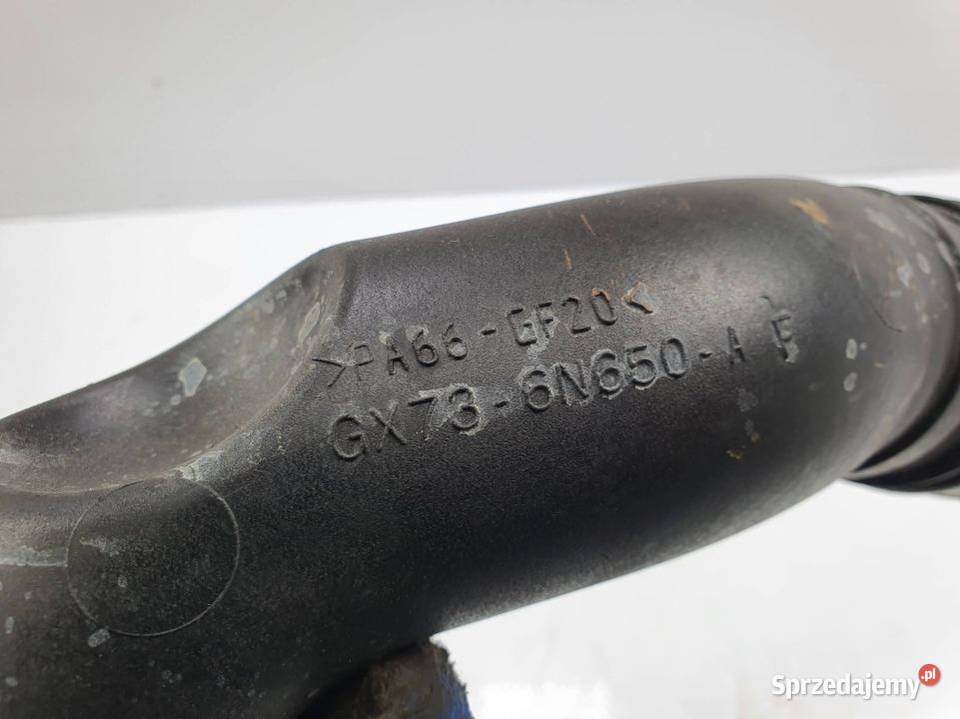 >PA66-GF20<
GX73-6N650-A E
Sprzedajemy.pl